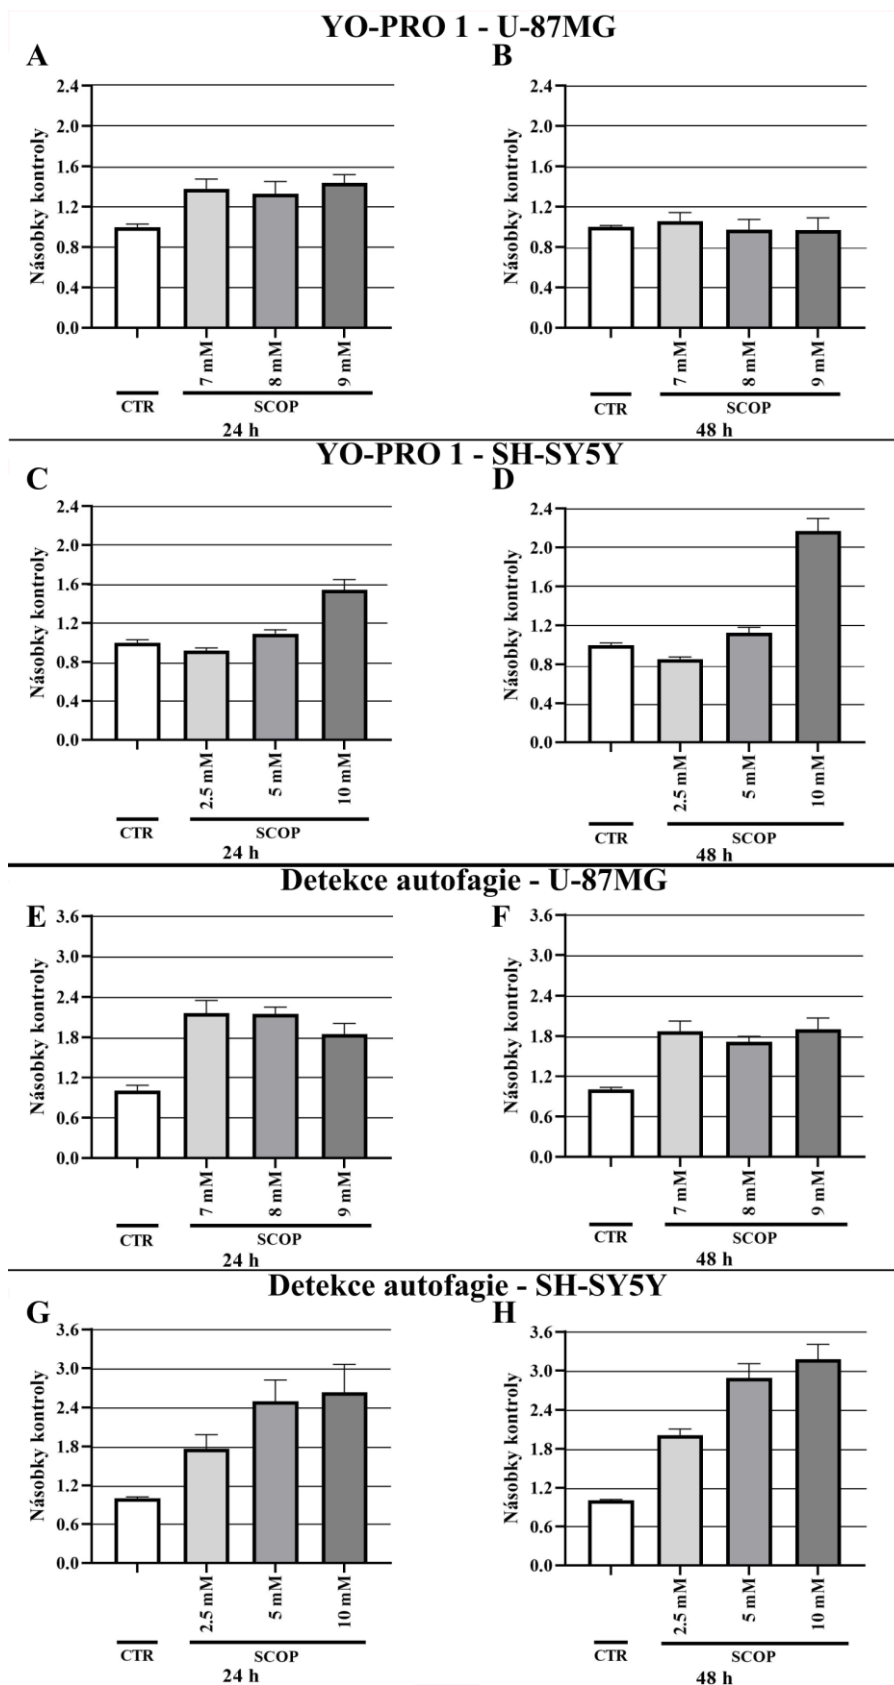 YO-PRO 1 - U-87MG
A
Násobky kontroly
2.4
2.0
1.6
1.2
0.8
0.4
0.0
7 mM
8 mM
9 mM
CTR
SCOP
24 h
B
Násobky kontroly
2.4
2.0
1.6
1.2
0.8
0.4
0.0
7 mM
8 mM
9 mM
CTR
SCOP
48 h
YO-PRO 1 - SH-SY5Y
C
Násobky kontroly
2.4
2.0
1.6
1.2
0.8
0.4
0.0
2.5 mM
5 mM
10 mM
CTR
SCOP
24 h
D
Násobky kontroly
2.4
2.0
1.6
1.2
0.8
0.4
0.0
2.5 mM
5 mM
10 mM
CTR
SCOP
48 h
Detekce autofagie - U-87MG
E
Násobky kontroly
3.6
3.0
2.4
1.8
1.2
0.6
0.0
7 mM
8 mM
9 mM
CTR
SCOP
24 h
F
Násobky kontroly
3.6
3.0
2.4
1.8
1.2
0.6
0.0
7 mM
8 mM
9 mM
CTR
SCOP
48 h
Detekce autofagie - SH-SY5Y
G
Násobky kontroly
3.6
3.0
2.4
1.8
1.2
0.6
0.0
2.5 mM
5 mM
10 mM
CTR
SCOP
24 h
H
Násobky kontroly
3.6
3.0
2.4
1.8
1.2
0.6
0.0
2.5 mM
5 mM
10 mM
CTR
SCOP
48 h